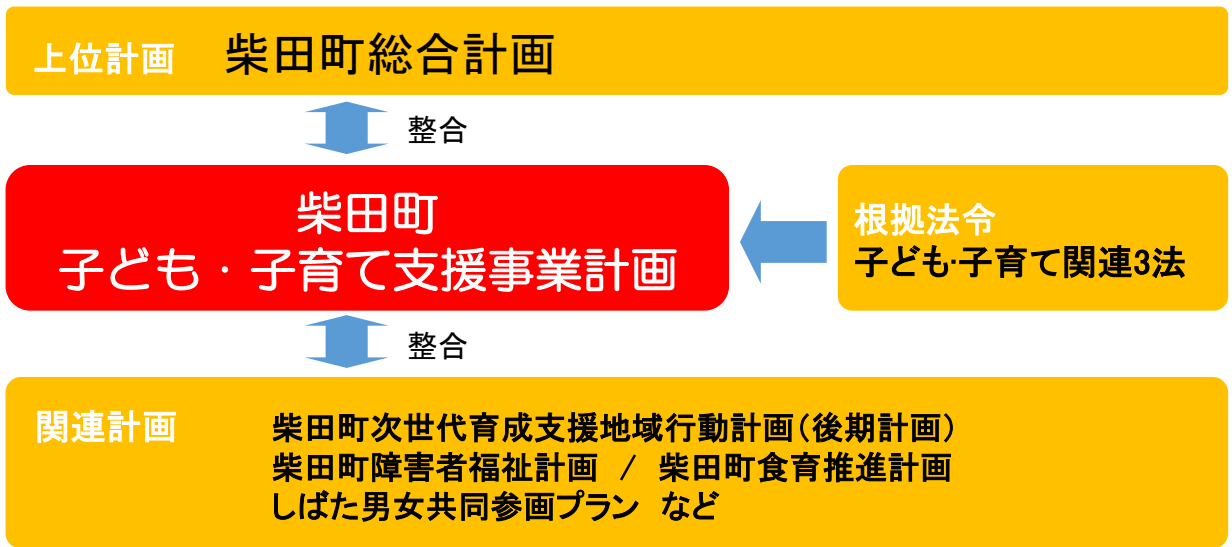 上位計画 柴田町総合計画
整合
柴田町
子ども・子育て支援事業計画
根拠法令
子ども・子育て関連3法
整合
関連計画 柴田町次世代育成支援地域行動計画（後期計画）
柴田町障害者福祉計画 / 柴田町食育推進計画
しばた男女共同参画プラン など